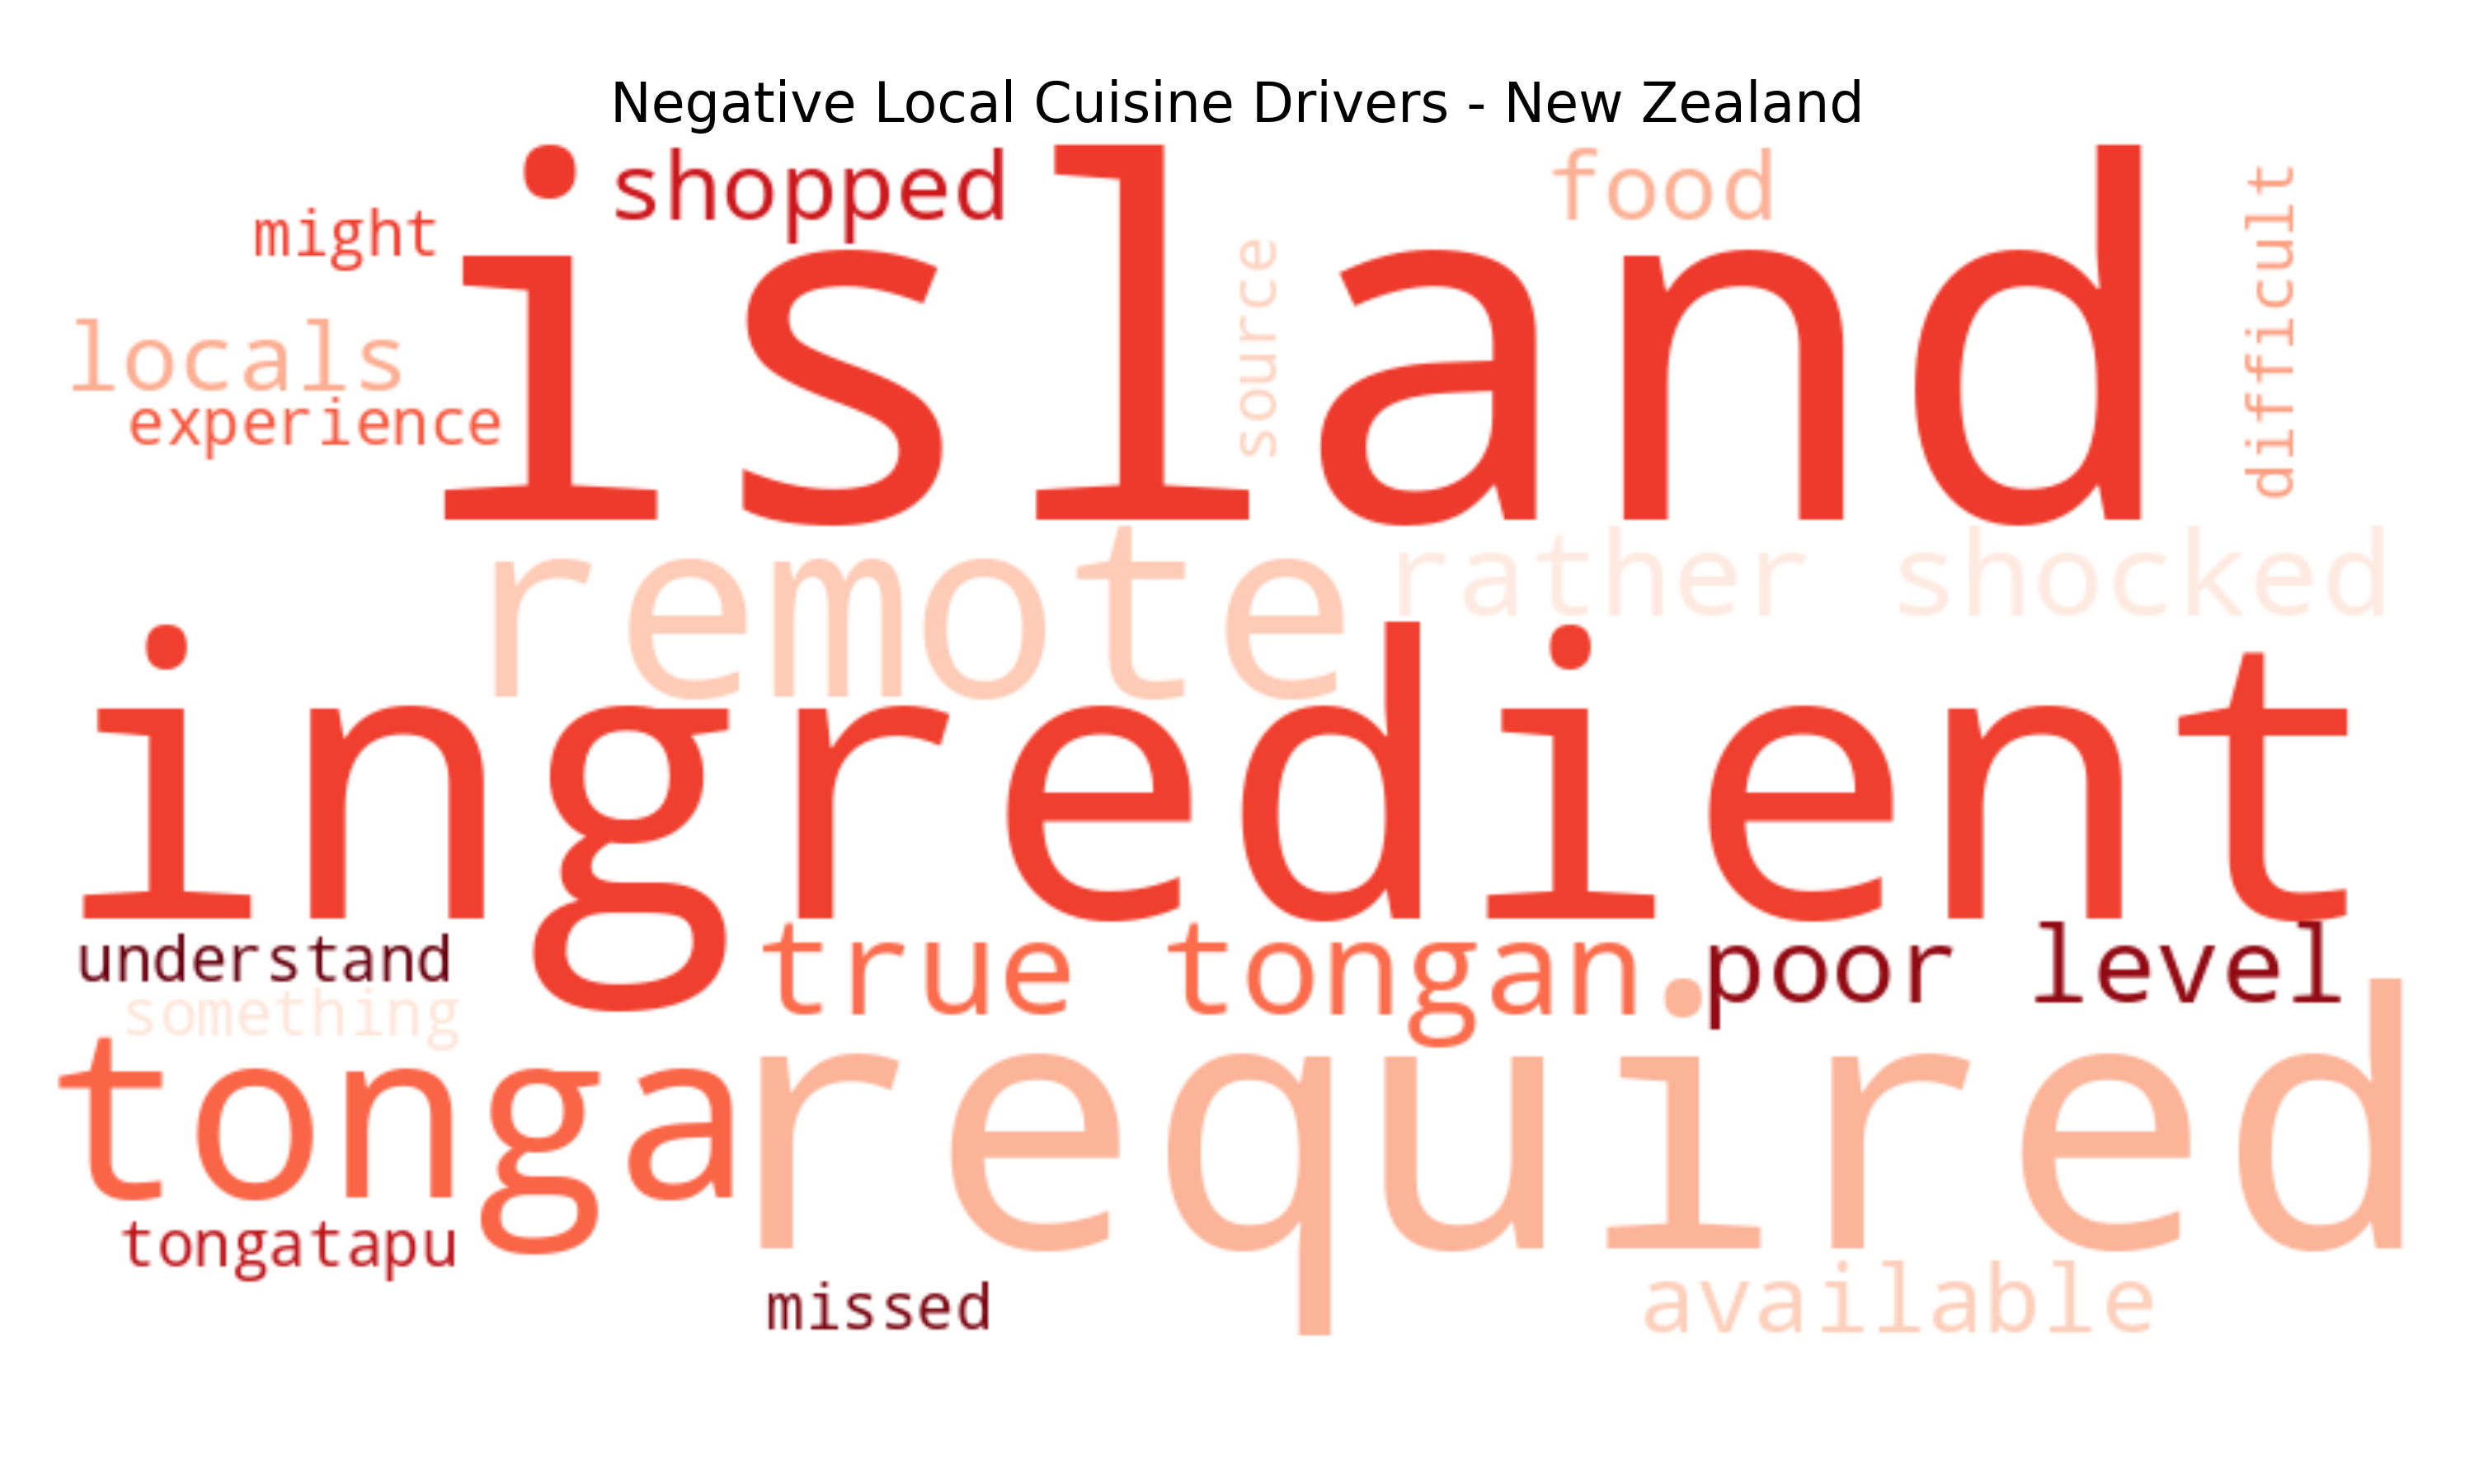 Negative Local Cuisine Drivers - New Zealand
shopped
food
might
island
difficult
source
locals
experience
remote
rather shocked
ingredient
understand
true tongan
poor level
something
tonga
required
tongatapu
missed
available